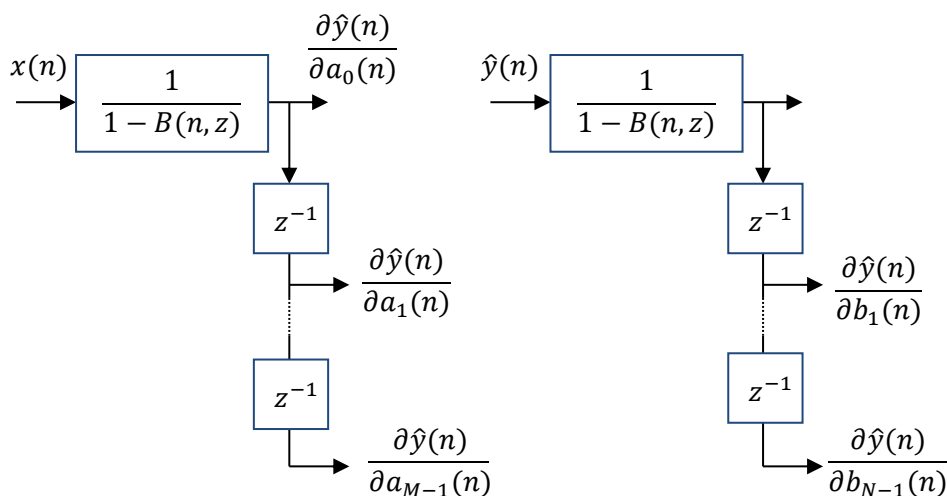 x(n)
1
1 − B(n, z)
∂ŷ(n)
∂a₀(n)
z⁻¹
∂ŷ(n)
∂a₁(n)
z⁻¹
∂ŷ(n)
∂a_{M−1}(n)
ŷ(n)
1
1 − B(n, z)
z⁻¹
∂ŷ(n)
∂b₁(n)
z⁻¹
∂ŷ(n)
∂b_{N−1}(n)